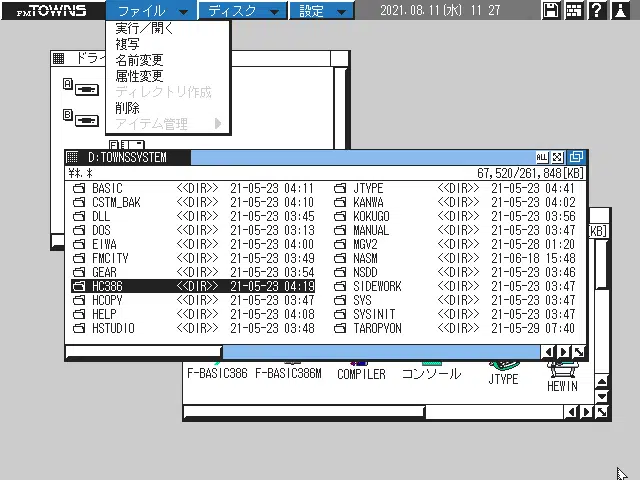 FM TOWNS ファイル ディスク 設定 2021.08.11(水) 11 27
実行／開く
複写
名前変更
属性変更
ディレクトリ作成
削除
アイテム管理
ドライ
A
B
D:TOWNSSYSTEM ALL
¥*.* 67,520/261,848[KB]
BASIC <<DIR>> 21-05-23 04:11 JTYPE <<DIR>> 21-05-23 04:41
CSTM_BAK <<DIR>> 21-05-23 04:10 KANWA <<DIR>> 21-05-23 04:02
DLL <<DIR>> 21-05-23 03:45 KOKUGO <<DIR>> 21-05-23 03:56
DOS <<DIR>> 21-05-23 03:13 MANUAL <<DIR>> 21-05-23 03:47
EIWA <<DIR>> 21-05-23 04:00 MGV2 <<DIR>> 21-05-28 01:20
FMCITY <<DIR>> 21-05-23 03:49 NASM <<DIR>> 21-06-18 15:48
GEAR <<DIR>> 21-05-23 03:54 NSDD <<DIR>> 21-05-23 03:46
HC386 <<DIR>> 21-05-23 04:19 SIDEWORK <<DIR>> 21-05-23 03:46
HCOPY <<DIR>> 21-05-23 03:47 SYS <<DIR>> 21-05-23 03:46
HELP <<DIR>> 21-05-23 04:08 SYSINIT <<DIR>> 21-05-23 03:47
HSTUDIO <<DIR>> 21-05-23 03:48 TAROPYON <<DIR>> 21-05-29 07:40
KB]
F-BASIC386 F-BASIC386M COMPILER コンソール JTYPE HEWIN